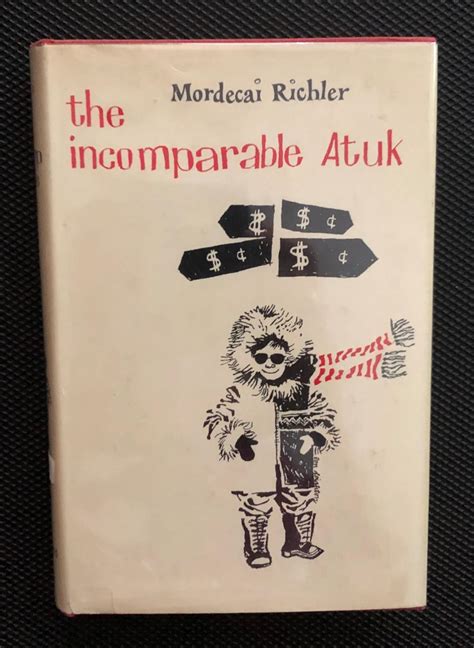 Mordecai Richler
the
incomparable Atuk
$ $ ¢
$ ¢ $ ¢